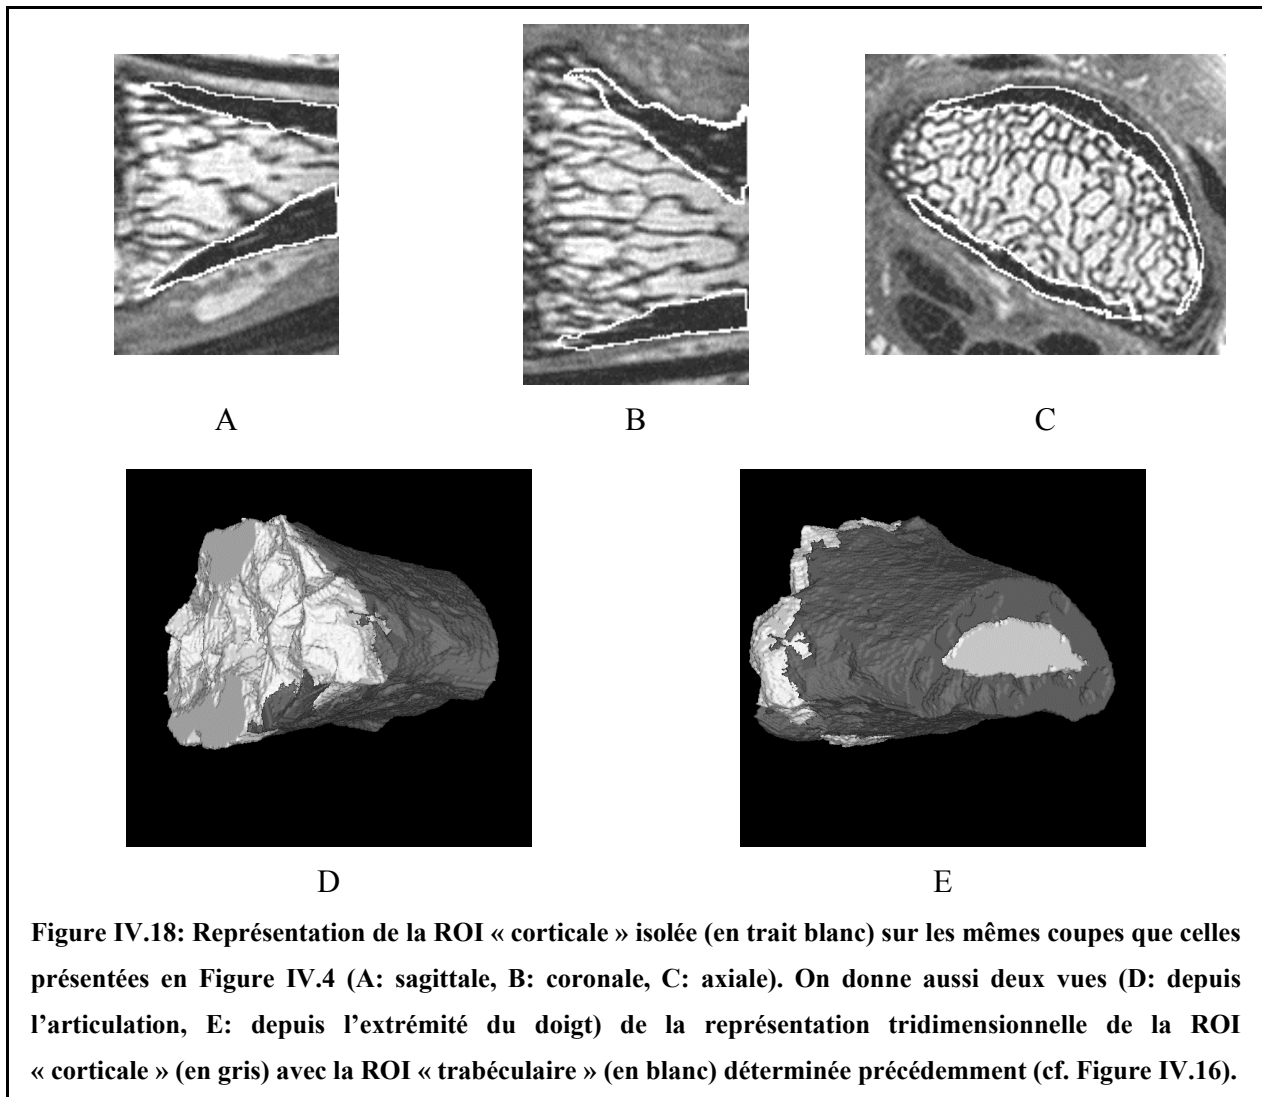 A
B
C
D
E
Figure IV.18: Représentation de la ROI « corticale » isolée (en trait blanc) sur les mêmes coupes que celles
présentées en Figure IV.4 (A: sagittale, B: coronale, C: axiale). On donne aussi deux vues (D: depuis
l’articulation, E: depuis l’extrémité du doigt) de la représentation tridimensionnelle de la ROI
« corticale » (en gris) avec la ROI « trabéculaire » (en blanc) déterminée précédemment (cf. Figure IV.16).